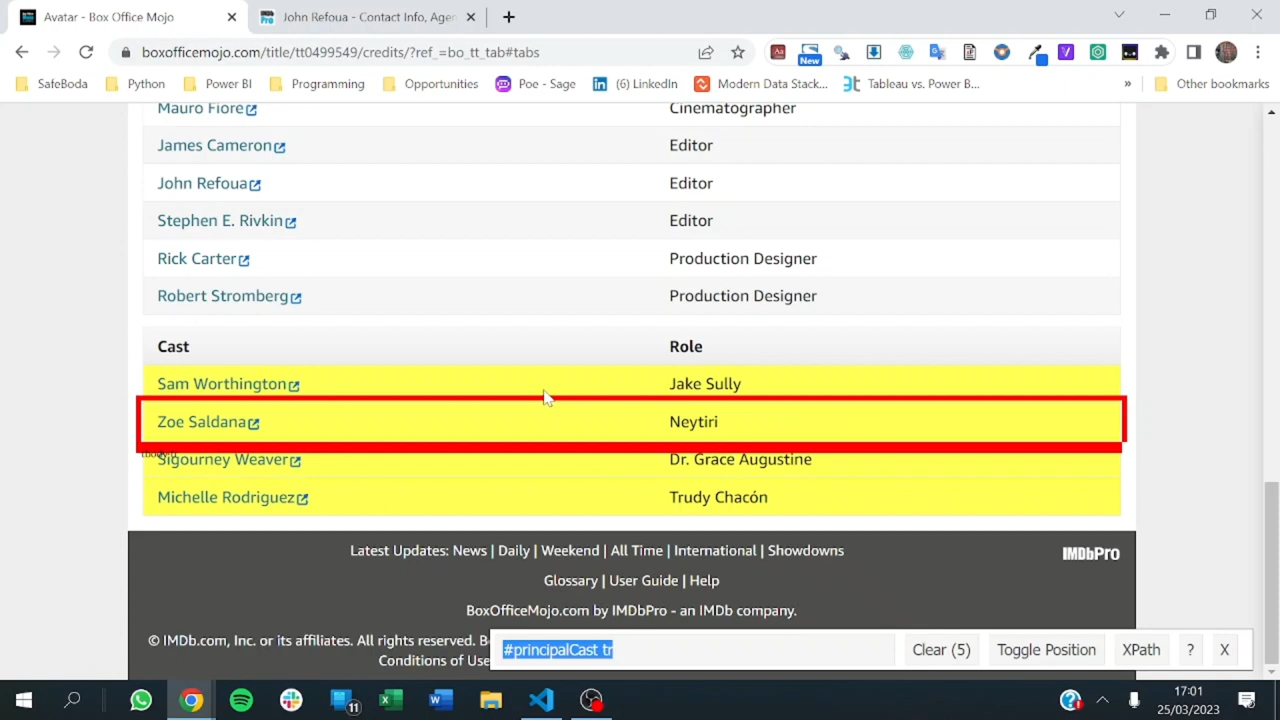 Avatar - Box Office Mojo
John Refoua - Contact Info, Agen
boxofficemojo.com/title/tt0499549/credits/?ref_=bo_tt_tab#tabs
New
SafeBoda
Python
Power BI
Programming
Opportunities
Poe - Sage
(6) LinkedIn
Modern Data Stack...
Tableau vs. Power B...
»
Other bookmarks
Mauro Fiore Cinematographer
James Cameron Editor
John Refoua Editor
Stephen E. Rivkin Editor
Rick Carter Production Designer
Robert Stromberg Production Designer
Cast Role
Sam Worthington Jake Sully
Zoe Saldana Neytiri
Sigourney Weaver Dr. Grace Augustine
Michelle Rodriguez Trudy Chacón
Latest Updates: News | Daily | Weekend | All Time | International | Showdowns
IMDbPro
Glossary | User Guide | Help
BoxOfficeMojo.com by IMDbPro - an IMDb company.
© IMDb.com, Inc. or its affiliates. All rights reserved. B
Conditions of Use
#principalCast tr
Clear (5)
Toggle Position
XPath
?
X
11
17:01
25/03/2023